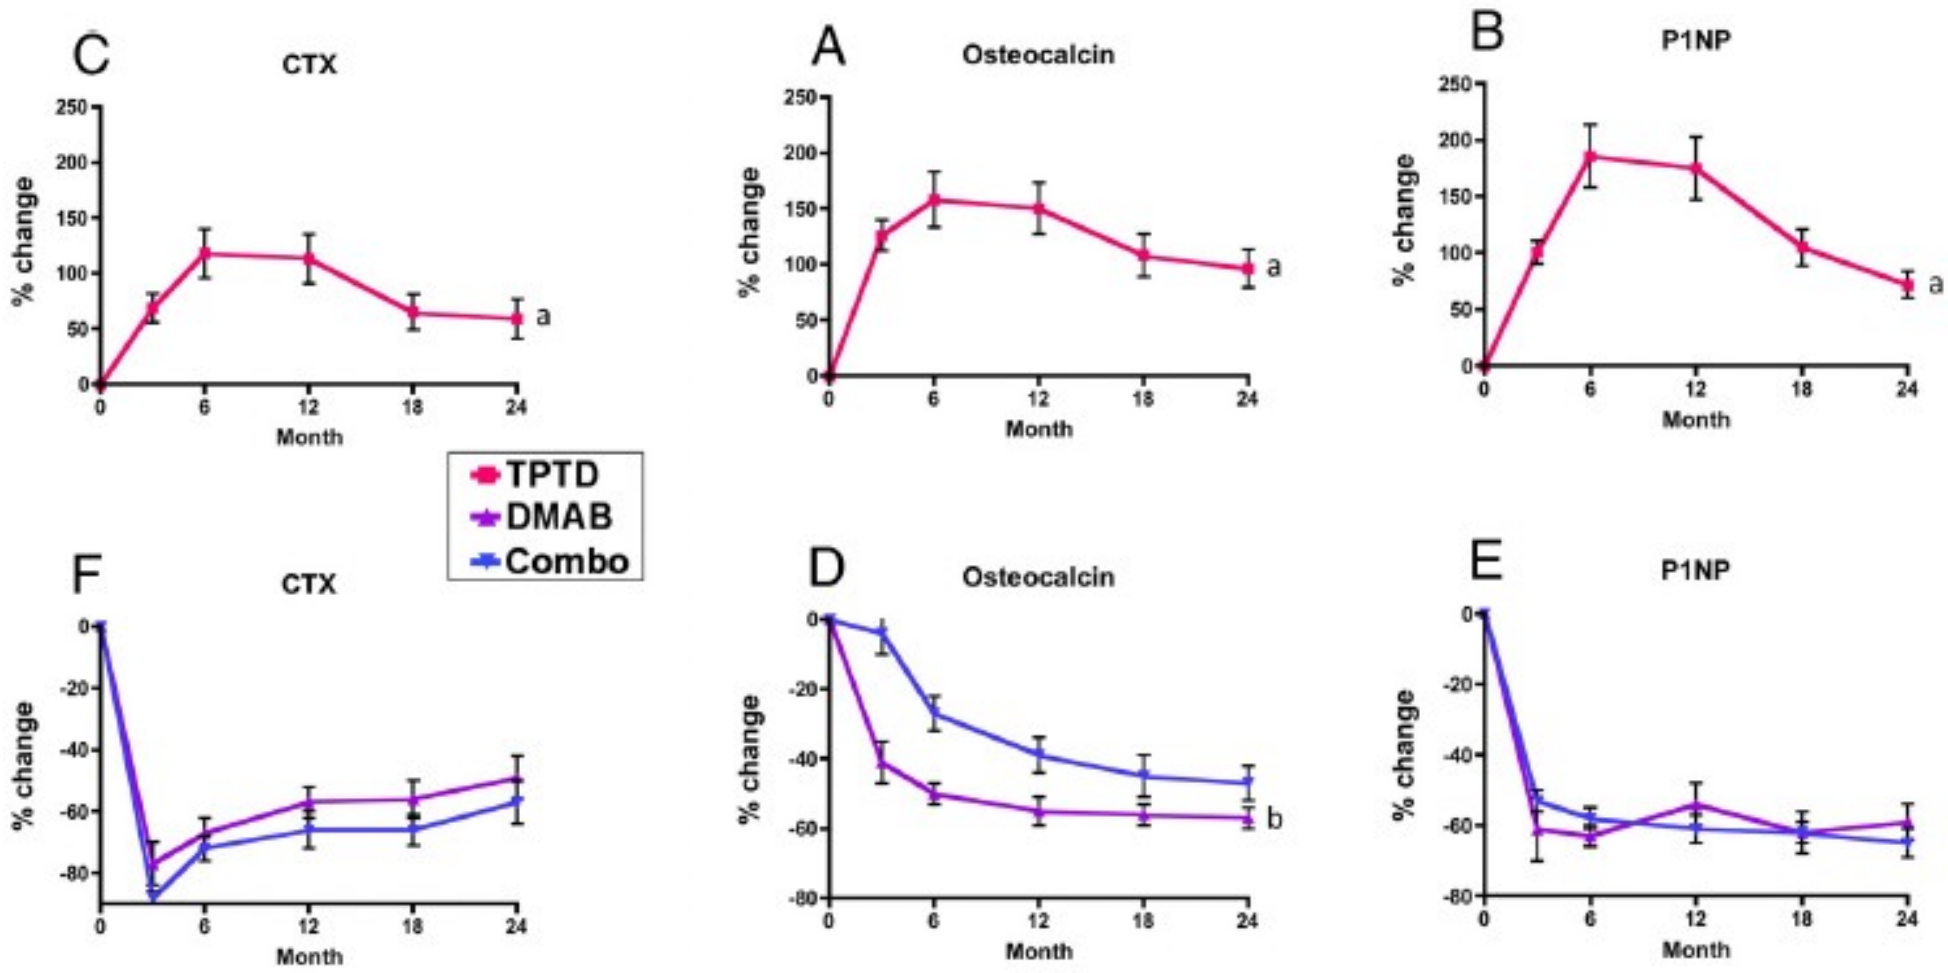 C
CTX
250
200
150
100
50
0
% change
0 6 12 18 24
Month
a
A
Osteocalcin
250
200
150
100
50
0
% change
0 6 12 18 24
Month
a
B
P1NP
250
200
150
100
50
0
% change
0 6 12 18 24
Month
a
TPTD
DMAB
Combo
F
CTX
0
-20
-40
-60
-80
% change
0 6 12 18 24
Month
D
Osteocalcin
0
-20
-40
-60
-80
% change
0 6 12 18 24
Month
b
E
P1NP
0
-20
-40
-60
-80
% change
0 6 12 18 24
Month